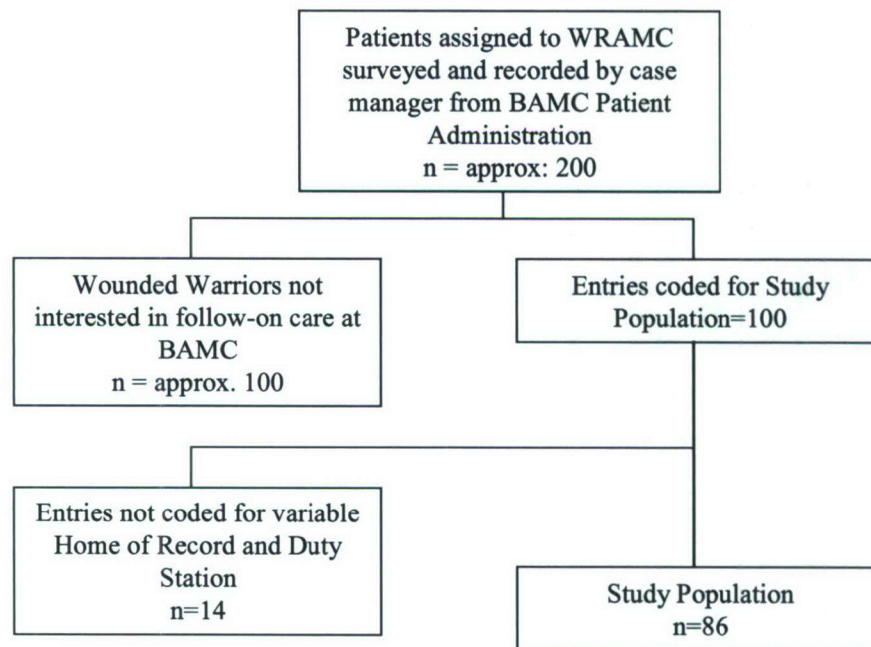 Patients assigned to WRAMC
surveyed and recorded by case
manager from BAMC Patient
Administration
n = approx: 200
Wounded Warriors not
interested in follow-on care at
BAMC
n = approx. 100
Entries coded for Study
Population=100
Entries not coded for variable
Home of Record and Duty
Station
n=14
Study Population
n=86